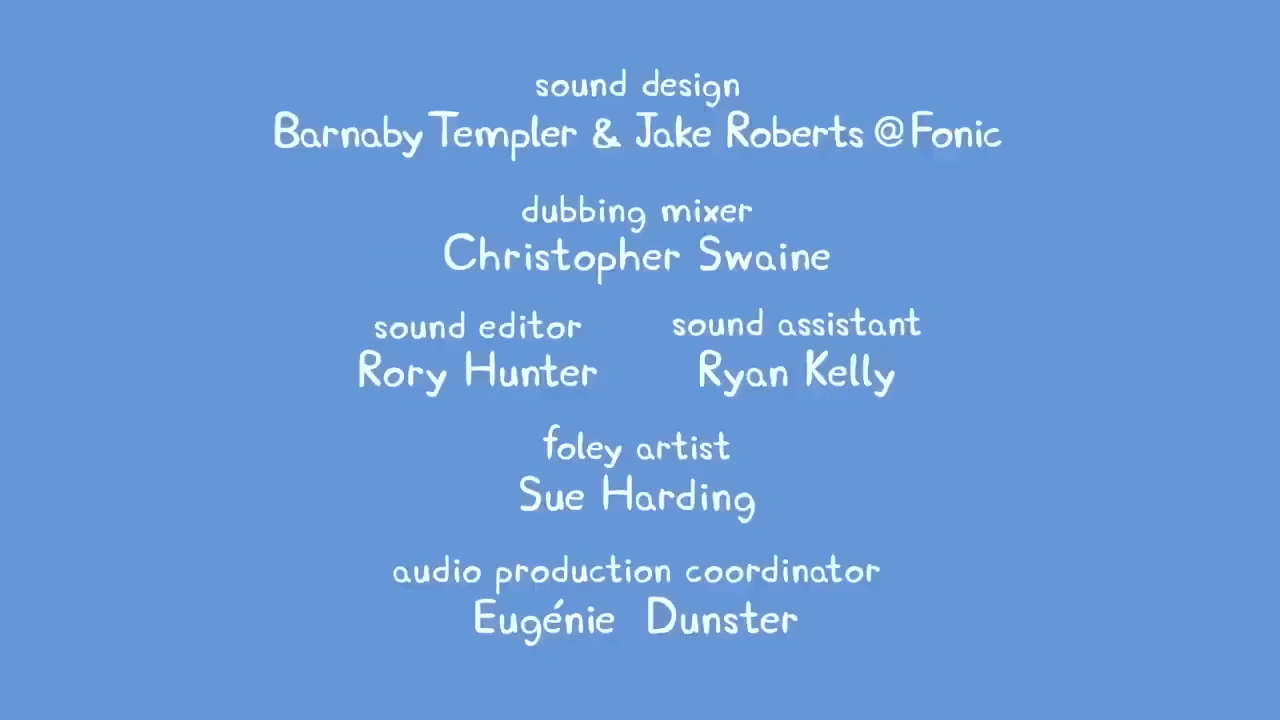 sound design
Barnaby Templer & Jake Roberts @ Fonic
dubbing mixer
Christopher Swaine
sound editor
Rory Hunter
sound assistant
Ryan Kelly
foley artist
Sue Harding
audio production coordinator
Eugénie Dunster